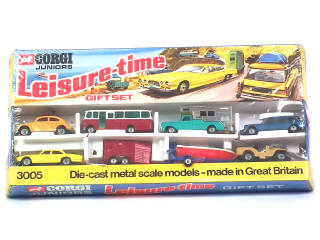 CORGI
JUNIORS
Leisure-time
GIFT SET
3005 Die-cast metal scale models - made in Great Britain
CORGI
JUNIORS
Leisure-time
GIFT SET